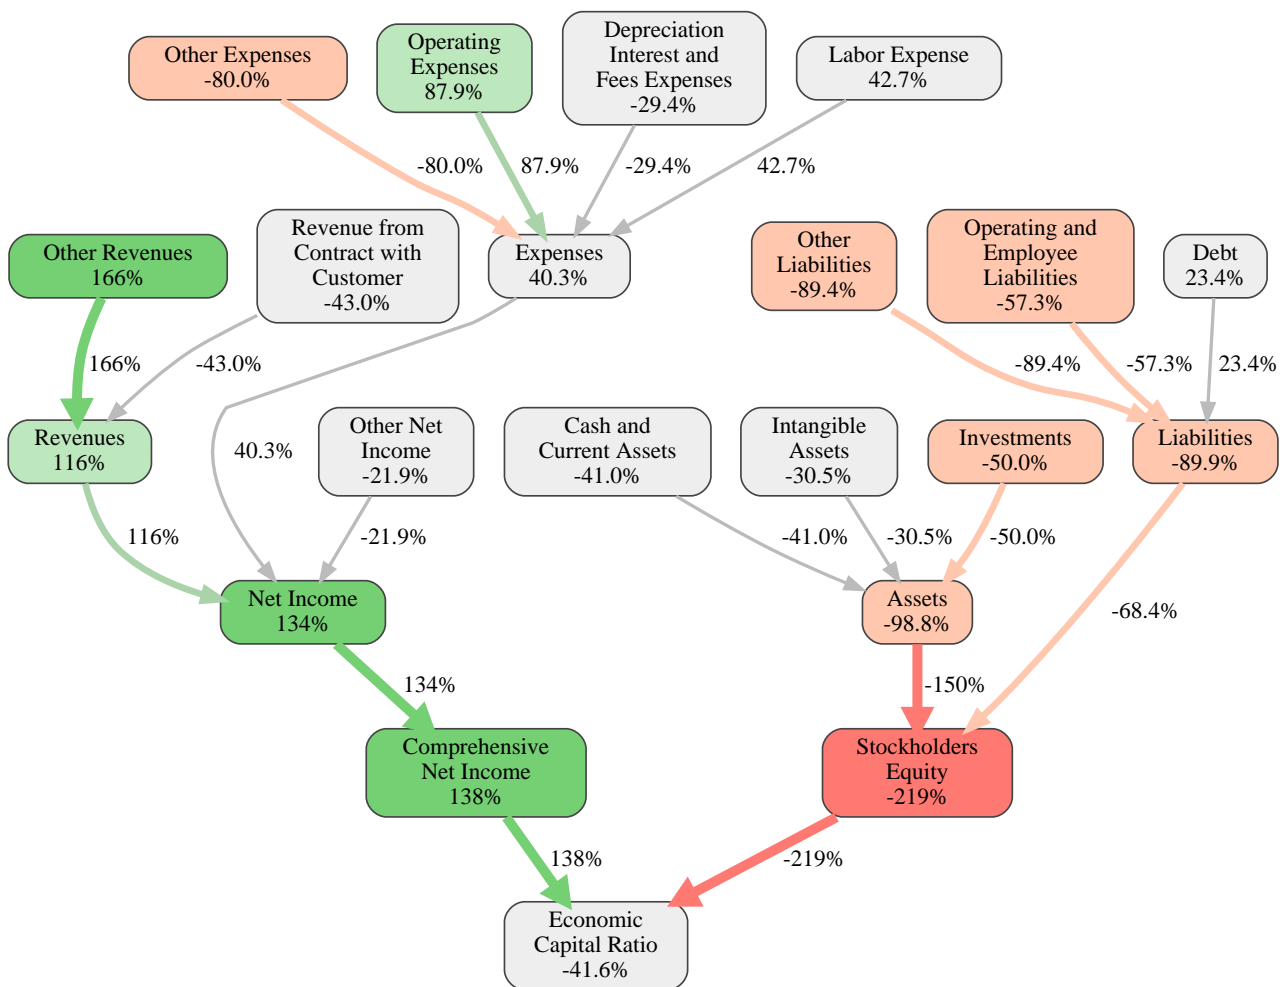 Other Expenses
-80.0%
Operating
Expenses
87.9%
Depreciation
Interest and
Fees Expenses
-29.4%
Labor Expense
42.7%
-80.0%
87.9%
-29.4%
42.7%
Other Revenues
166%
Revenue from
Contract with
Customer
-43.0%
Expenses
40.3%
Other
Liabilities
-89.4%
Operating and
Employee
Liabilities
-57.3%
Debt
23.4%
166%
-43.0%
-89.4%
-57.3%
23.4%
Revenues
116%
40.3%
Other Net
Income
-21.9%
Cash and
Current Assets
-41.0%
Intangible
Assets
-30.5%
Investments
-50.0%
Liabilities
-89.9%
116%
-21.9%
-41.0%
-30.5%
-50.0%
Net Income
134%
Assets
-98.8%
-68.4%
134%
-150%
Comprehensive
Net Income
138%
Stockholders
Equity
-219%
138%
-219%
Economic
Capital Ratio
-41.6%